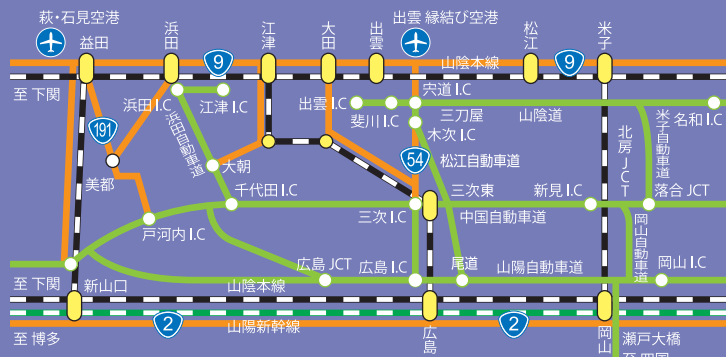 萩・石見空港
出雲 縁結び空港
益田
浜田
江津
大田
出雲
松江
米子
9
山陰本線
9
至 下関
浜田 I.C
江津 I.C
出雲 I.C
斐川 I.C
宍道 I.C
三刀屋
木次 I.C
山陰道
名和 I.C
191
浜田自動車道
54
松江自動車道
北房JCT
米子自動車道
美都
大朝
千代田 I.C
三次東
新見 I.C
落合 JCT
戸河内 I.C
三次 I.C
中国自動車道
岡山自動車道
至 下関
新山口
広島 JCT
広島 I.C
尾道
山陽自動車道
岡山 I.C
山陰本線
2
2
山陽新幹線
至 博多
広島
岡山
瀬戸大橋
至 四国